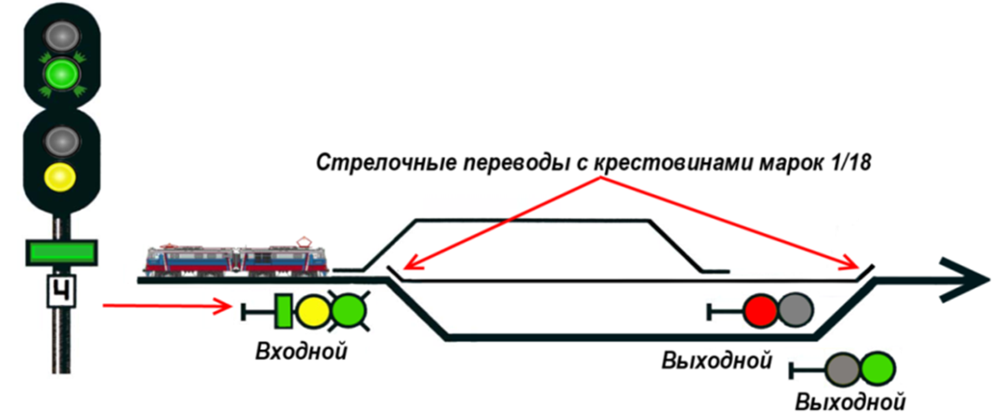 Стрелочные переводы с крестовинами марок 1/18
Ч
Входной
Выходной
Выходной